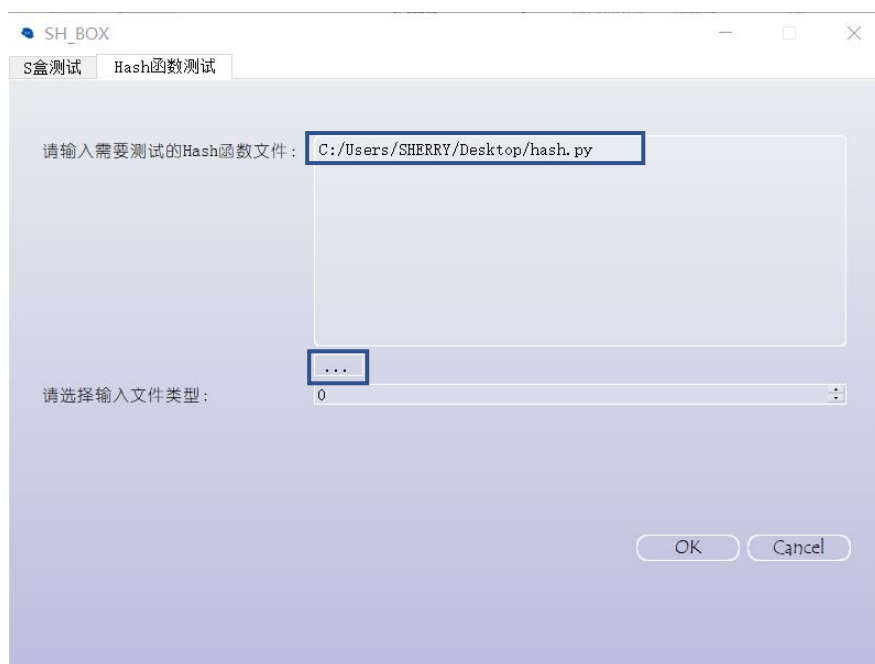 SH_BOX
S盒测试 Hash函数测试
请输入需要测试的Hash函数文件: C:/Users/SHERRY/Desktop/hash.py
...
请选择输入文件类型: 0
OK Cancel